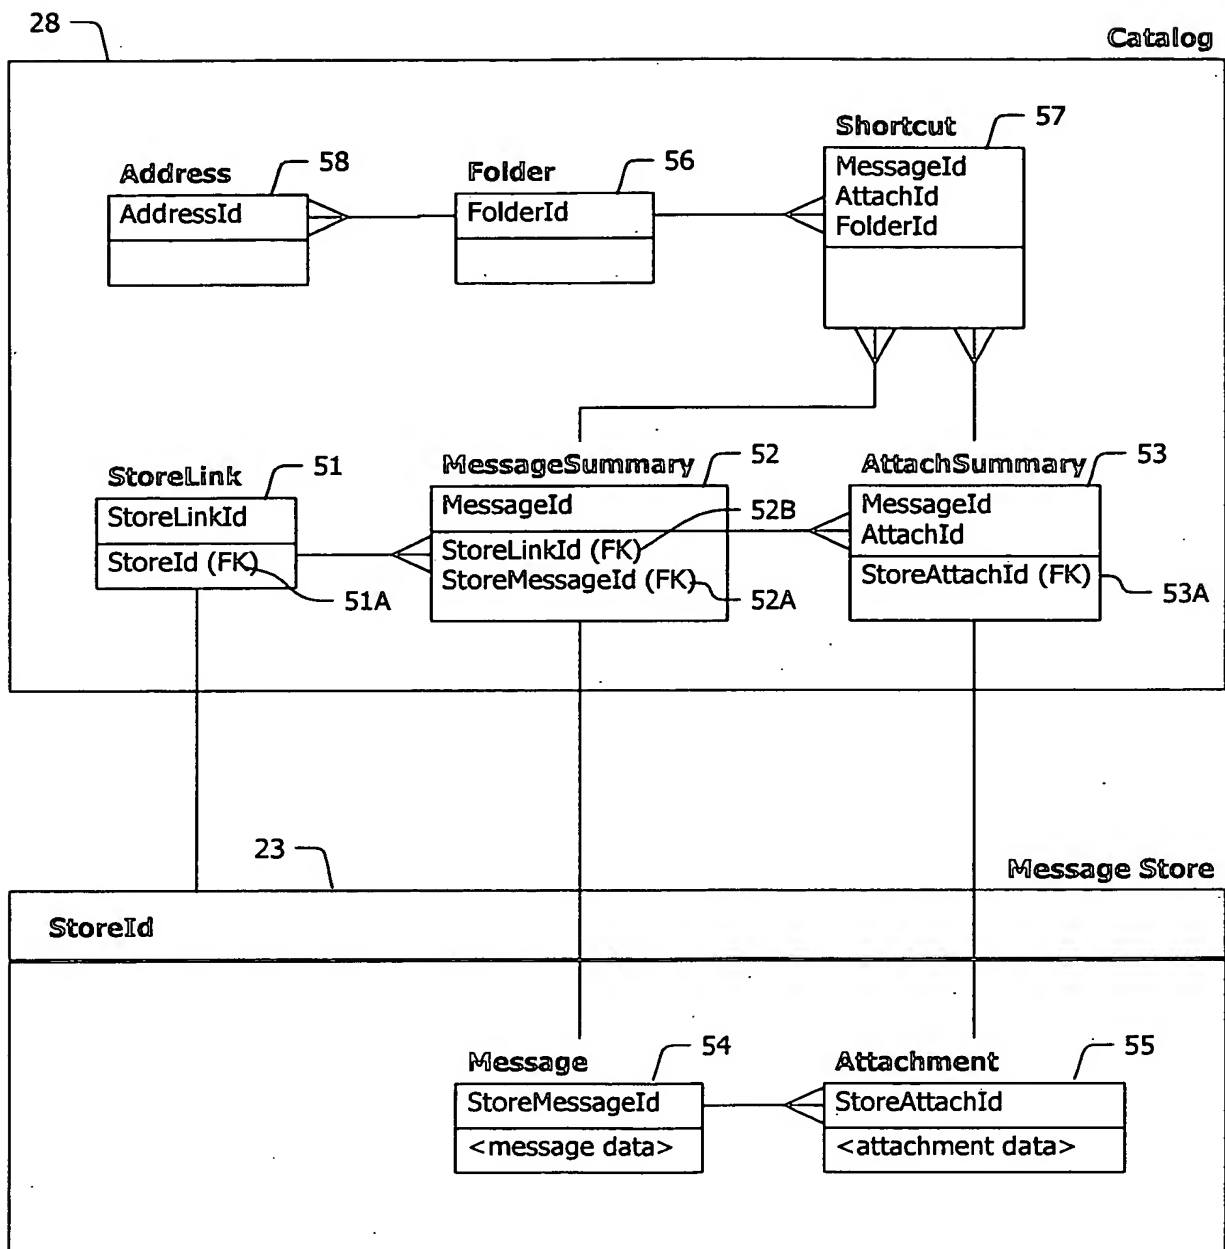 28
Catalog
Shortcut
57
MessageId
AttachId
FolderId
Address
58
AddressId
Folder
56
FolderId
StoreLink
51
StoreLinkId
StoreId (FK)
51A
MessageSummary
52
MessageId
52B
StoreLinkId (FK)
StoreMessageId (FK)
52A
AttachSummary
53
MessageId
AttachId
StoreAttachId (FK)
53A
23
Message Store
StoreId
Message
54
StoreMessageId
<message data>
Attachment
55
StoreAttachId
<attachment data>